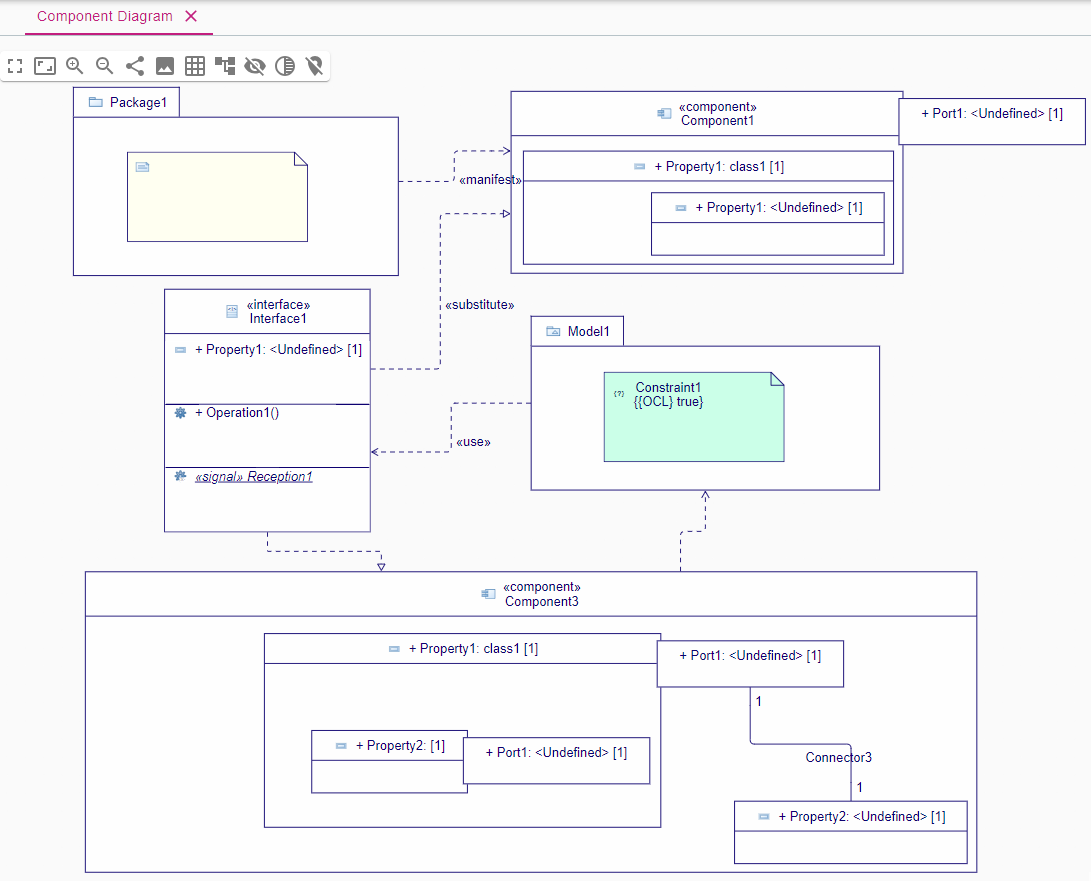 Component Diagram
Package1
«component»
Component1
+ Port1: <Undefined> [1]
+ Property1: class1 [1]
+ Property1: <Undefined> [1]
«manifest»
«interface»
Interface1
«substitute»
+ Property1: <Undefined> [1]
+ Operation1()
«signal» Reception1
Model1
Constraint1
{{OCL} true}
«use»
«component»
Component3
+ Property1: class1 [1]
+ Port1: <Undefined> [1]
1
+ Property2: [1]
+ Port1: <Undefined> [1]
Connector3
1
+ Property2: <Undefined> [1]